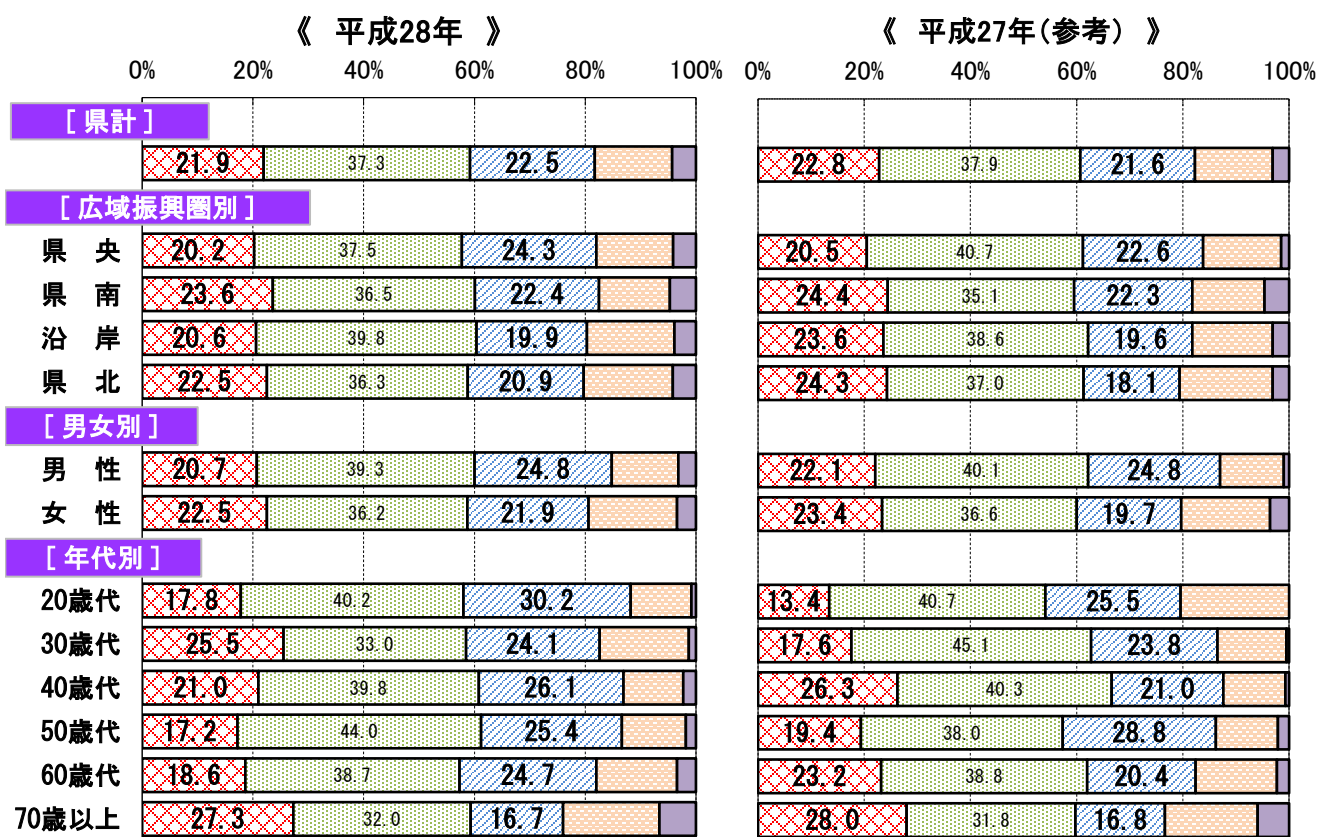 《 平成28年 》 《 平成27年(参考) 》
0% 20% 40% 60% 80% 100% 0% 20% 40% 60% 80% 100%
[ 県計 ]
21.9 37.3 22.5 22.8 37.9 21.6
[ 広域振興圏別 ]
県 央 20.2 37.5 24.3 20.5 40.7 22.6
県 南 23.6 36.5 22.4 24.4 35.1 22.3
沿 岸 20.6 39.8 19.9 23.6 38.6 19.6
県 北 22.5 36.3 20.9 24.3 37.0 18.1
[ 男女別 ]
男 性 20.7 39.3 24.8 22.1 40.1 24.8
女 性 22.5 36.2 21.9 23.4 36.6 19.7
[ 年代別 ]
20歳代 17.8 40.2 30.2 13.4 40.7 25.5
30歳代 25.5 33.0 24.1 17.6 45.1 23.8
40歳代 21.0 39.8 26.1 26.3 40.3 21.0
50歳代 17.2 44.0 25.4 19.4 38.0 28.8
60歳代 18.6 38.7 24.7 23.2 38.8 20.4
70歳以上 27.3 32.0 16.7 28.0 31.8 16.8